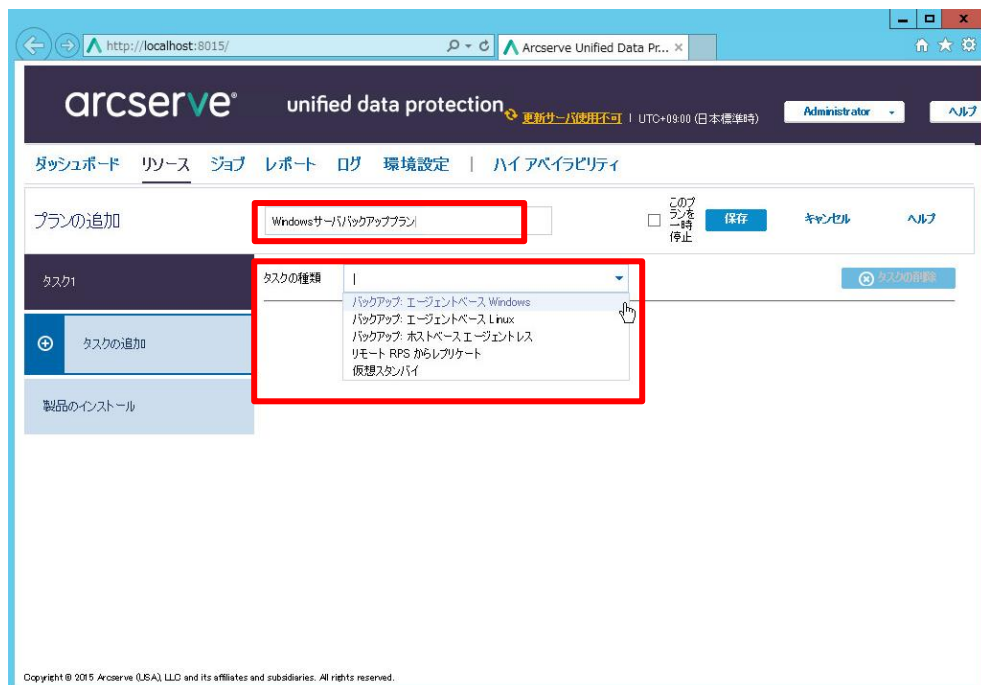 http://localhost:8015/
Arcserve Unified Data Pr... ×
arcserve®
unified data protection
更新サーバ使用不可 | UTC+09:00 (日本標準時)
Administrator
ヘルプ
ダッシュボード リソース ジョブ レポート ログ 環境設定 | ハイ アベイラビリティ
プランの追加
Windowsサーババックアッププラン
このプ
ランを
一時
停止
保存
キャンセル
ヘルプ
タスク1
タスクの種類
タスクの削除
バックアップ: エージェントベース Windows
バックアップ: エージェントベース Linux
バックアップ: ホストベース エージェントレス
リモート RPS からレプリケート
仮想スタンバイ
タスクの追加
製品のインストール
Copyright © 2015 Arcserve (USA), LLC and its affiliates and subsidiaries. All rights reserved.